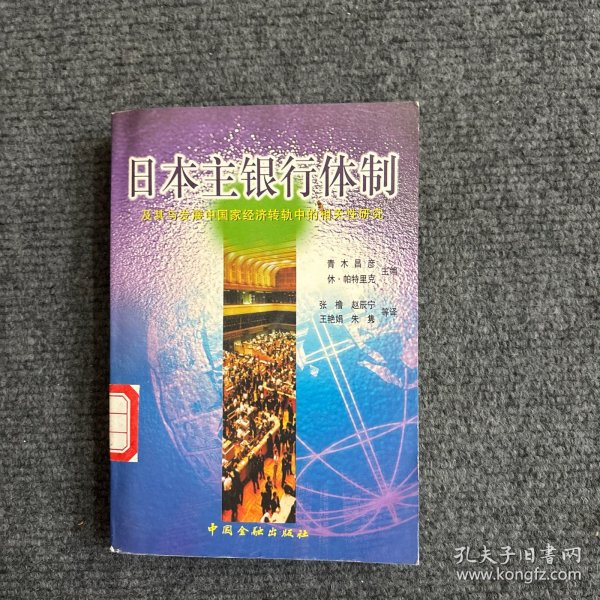 日本主银行体制
及其与发展中国家经济转轨中的相关性研究
青木昌彦
休·帕特里克
主编
张橹 赵辰宁
王艳娟 朱隽
等译
中国金融出版社
孔夫子旧书网
www.kongfz.com